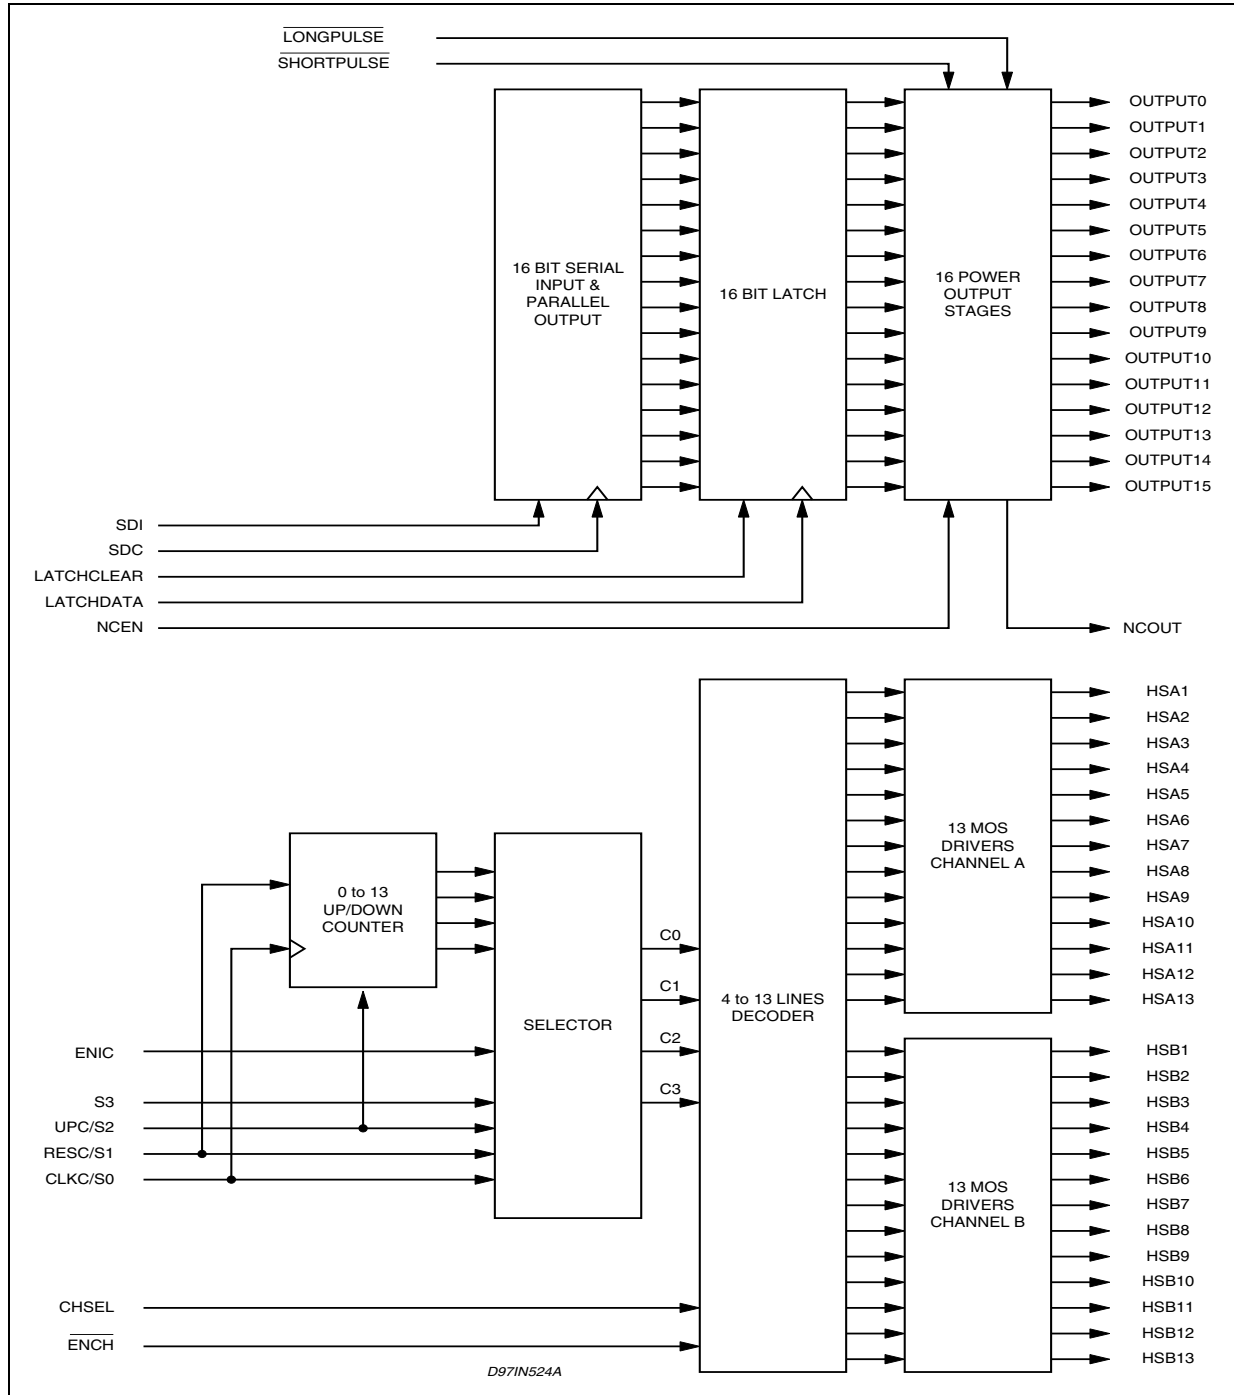 LONGPULSE
SHORTPULSE
16 BIT SERIAL
INPUT &
PARALLEL
OUTPUT
16 BIT LATCH
16 POWER
OUTPUT
STAGES
OUTPUT0
OUTPUT1
OUTPUT2
OUTPUT3
OUTPUT4
OUTPUT5
OUTPUT6
OUTPUT7
OUTPUT8
OUTPUT9
OUTPUT10
OUTPUT11
OUTPUT12
OUTPUT13
OUTPUT14
OUTPUT15
SDI
SDC
LATCHCLEAR
LATCHDATA
NCEN
NCOUT
0 to 13
UP/DOWN
COUNTER
SELECTOR
C0
C1
C2
C3
4 to 13 LINES
DECODER
13 MOS
DRIVERS
CHANNEL A
HSA1
HSA2
HSA3
HSA4
HSA5
HSA6
HSA7
HSA8
HSA9
HSA10
HSA11
HSA12
HSA13
ENIC
S3
UPC/S2
RESC/S1
CLKC/S0
13 MOS
DRIVERS
CHANNEL B
HSB1
HSB2
HSB3
HSB4
HSB5
HSB6
HSB7
HSB8
HSB9
HSB10
HSB11
HSB12
HSB13
CHSEL
ENCH
D97IN524A